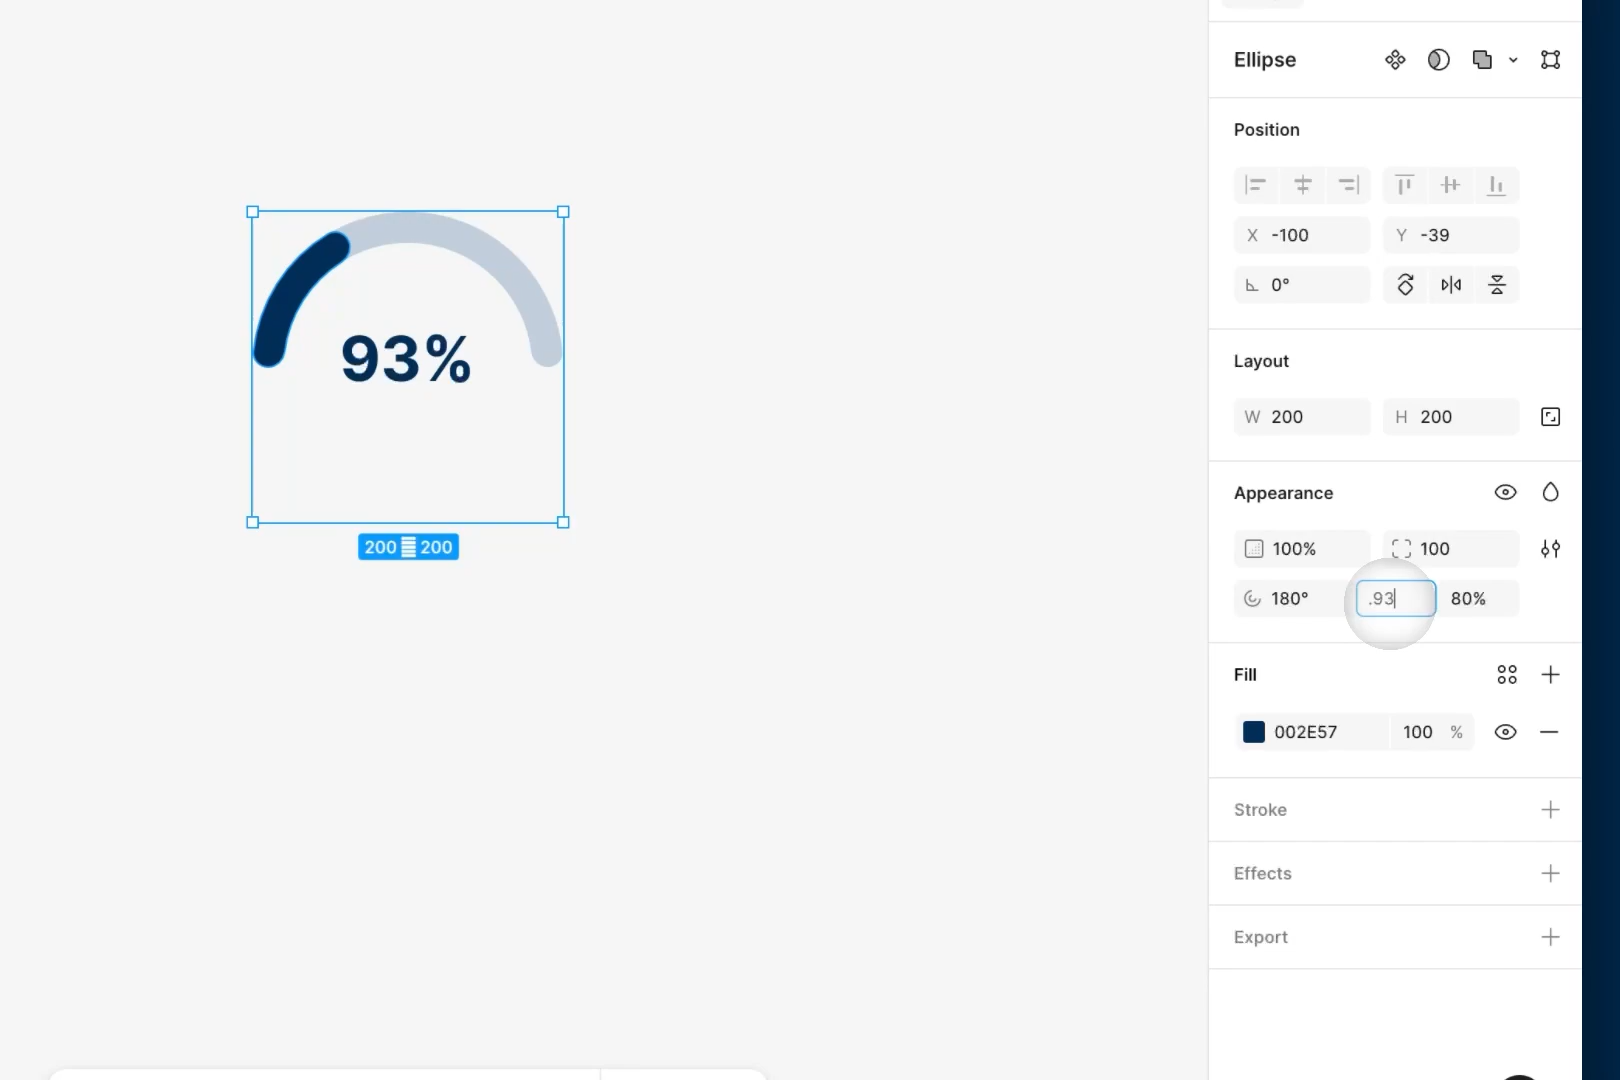 Ellipse
Position
X -100
Y -39
0°
Layout
W 200
H 200
93%
Appearance
200 200
100%
100
180°
.93
80%
Fill
002E57
100 %
Stroke
Effects
Export